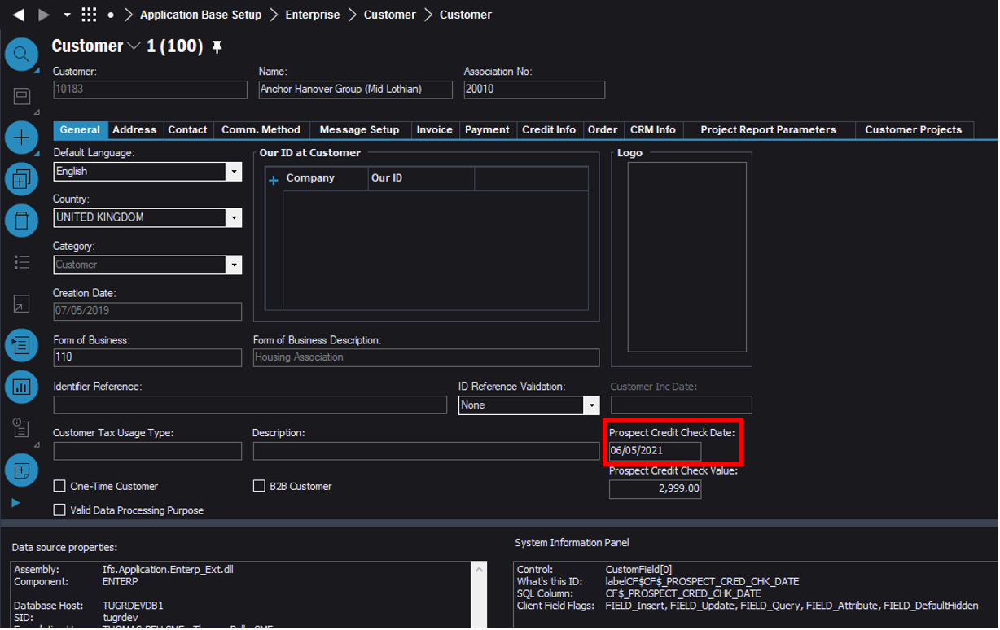 Application Base Setup Enterprise Customer Customer
Customer 1 (100)
Customer: Name: Association No:
10183 Anchor Hanover Group (Mid Lothian) 20010
General Address Contact Comm. Method Message Setup Invoice Payment Credit Info Order CRM Info Project Report Parameters Customer Projects
Default Language: Our ID at Customer Logo
English Company Our ID
Country:
UNITED KINGDOM
Category:
Customer
Creation Date:
07/05/2019
Form of Business: Form of Business Description:
110 Housing Association
Identifier Reference: ID Reference Validation: Customer Inc Date:
None
Customer Tax Usage Type: Description: Prospect Credit Check Date:
06/05/2021
Prospect Credit Check Value:
One-Time Customer B2B Customer 2,999.00
Valid Data Processing Purpose
Data source properties: System Information Panel
Assembly: Ifs.Application.Enterp_Ext.dll Control: CustomField[0]
Component: ENTERP What's this ID: labelCF$CF$_PROSPECT_CRED_CHK_DATE
SQL Column: CF$_PROSPECT_CRED_CHK_DATE
Database Host: TUGRDEVDB1 Client Field Flags: FIELD_Insert, FIELD_Update, FIELD_Query, FIELD_Attribute, FIELD_DefaultHidden
SID: tugrdev